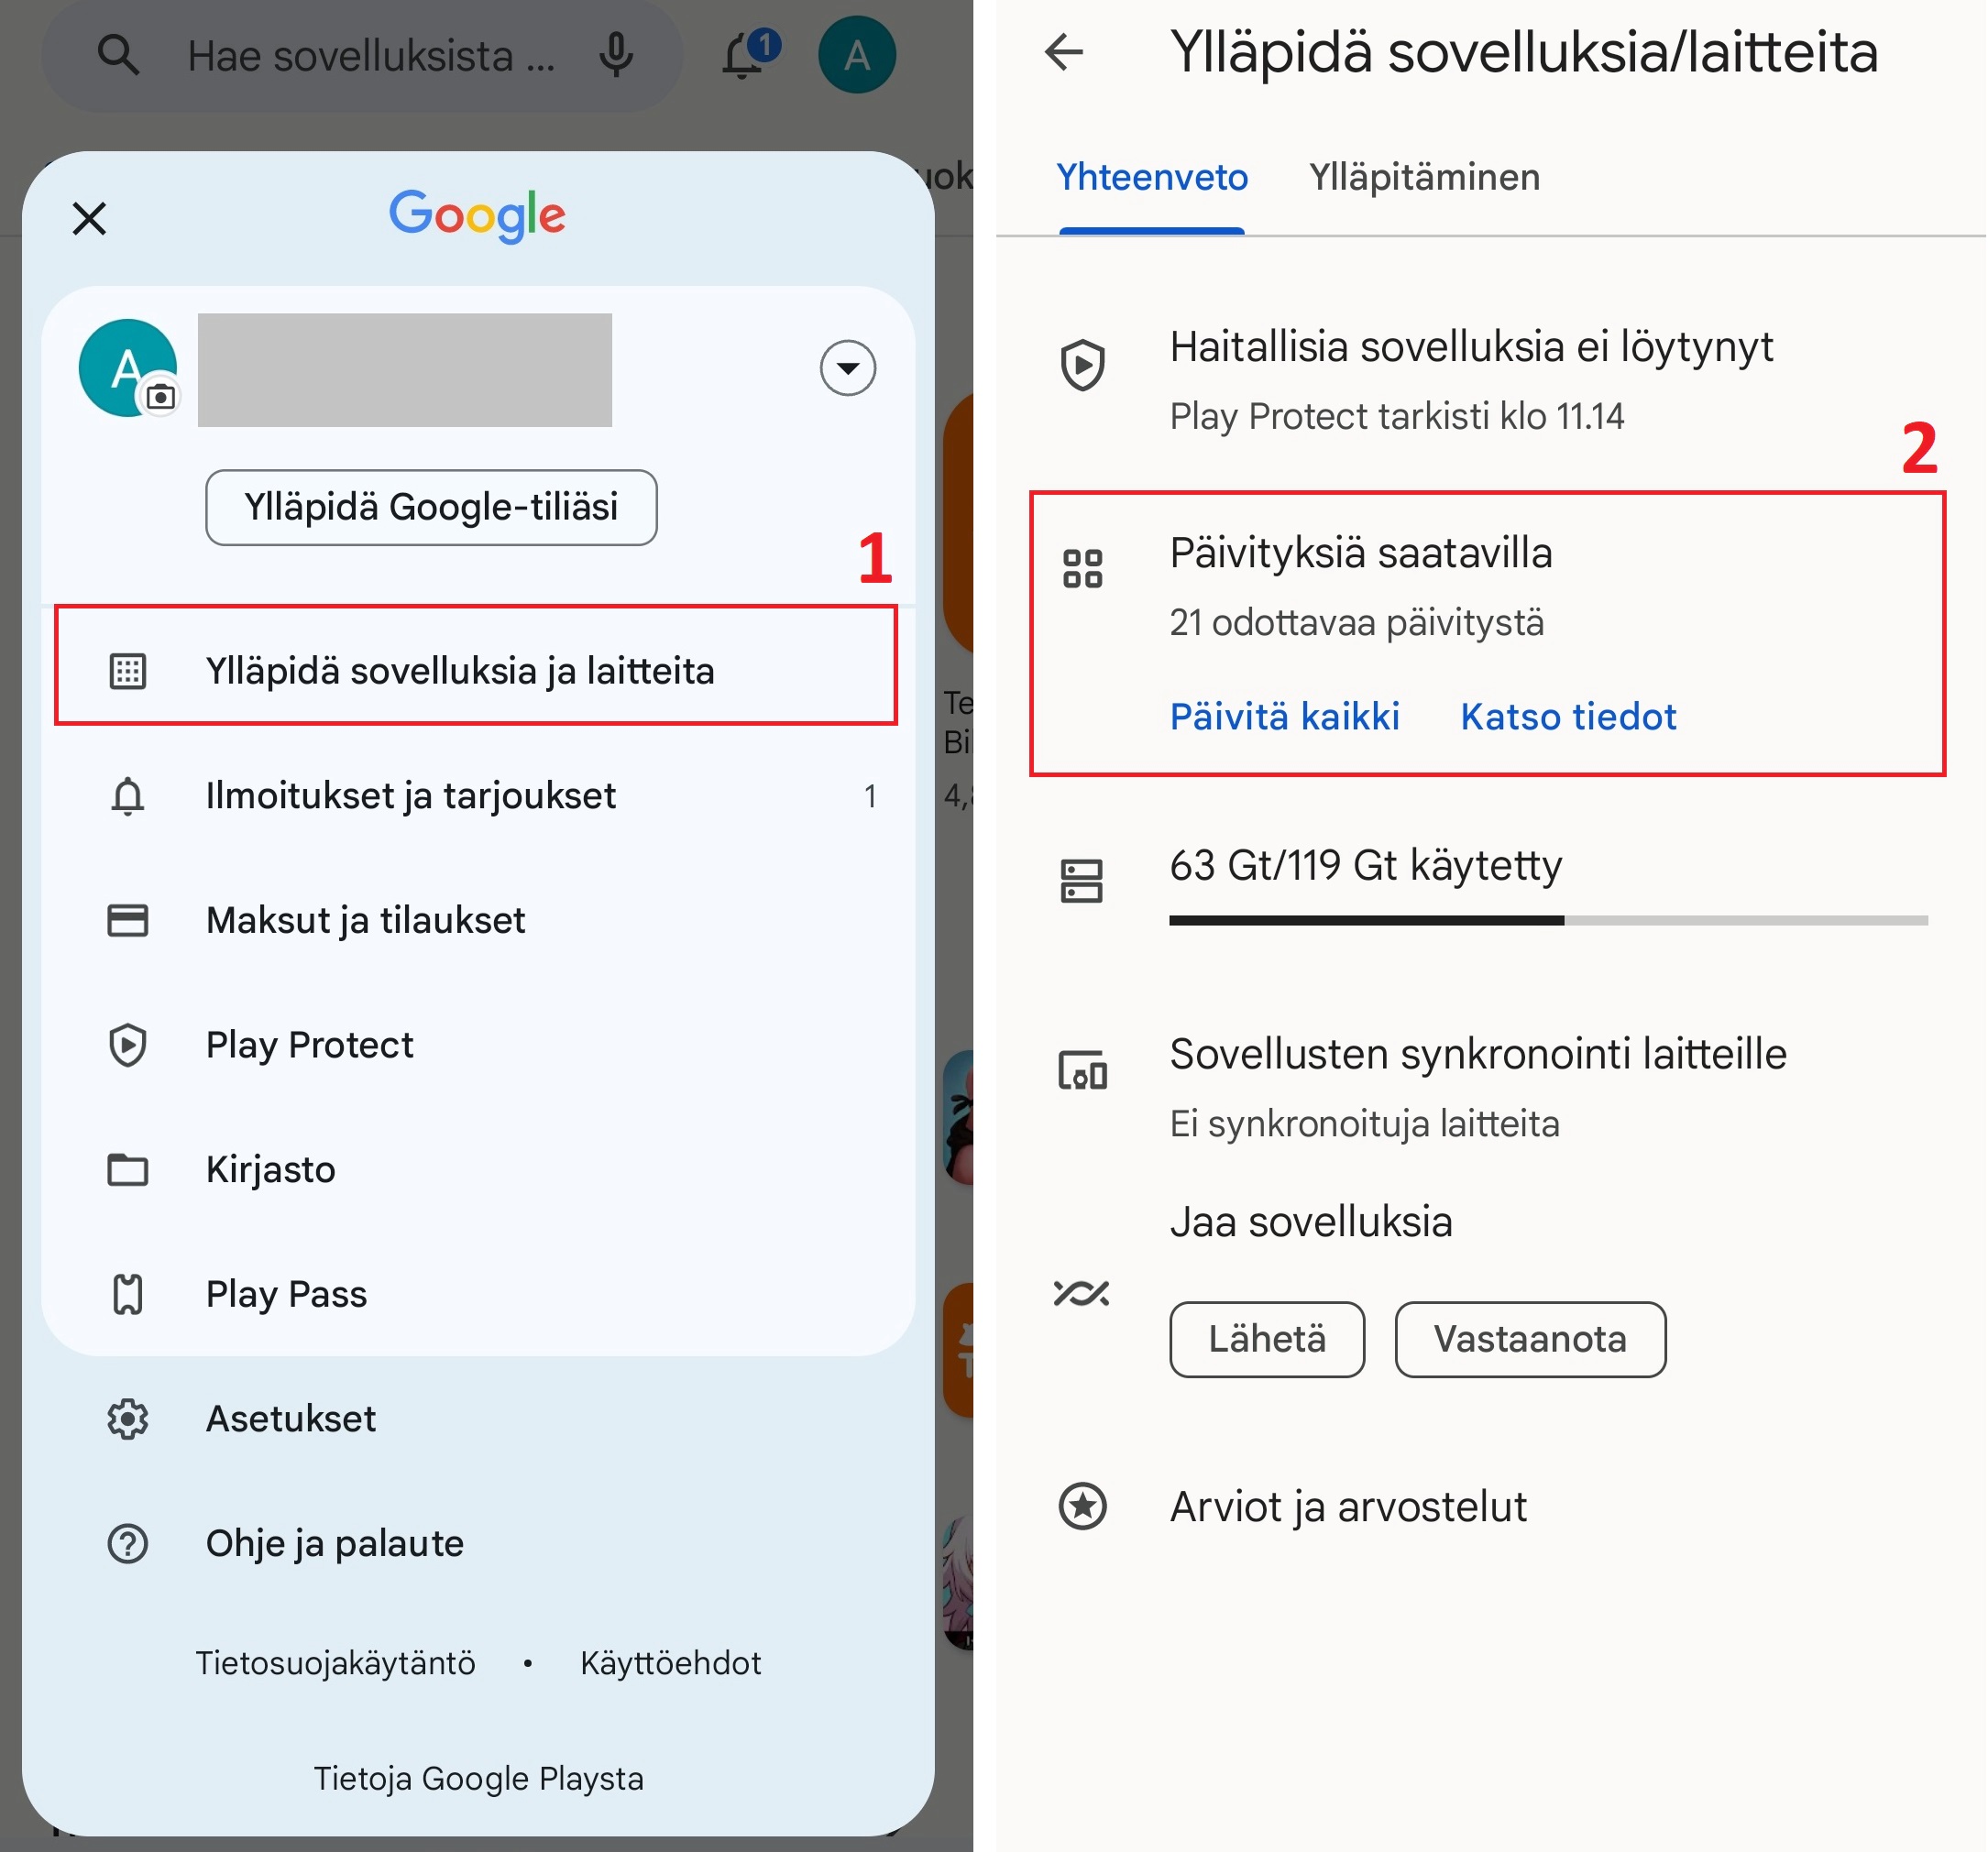 Hae sovelluksista ...
1
A
Google
A
Ylläpidä Google-tiliäsi
1
Ylläpidä sovelluksia ja laitteita
Ilmoitukset ja tarjoukset 1
Maksut ja tilaukset
Play Protect
Kirjasto
Play Pass
Asetukset
Ohje ja palaute
Tietosuojakäytäntö • Käyttöehdot
Tietoja Google Playsta
Ylläpidä sovelluksia/laitteita
Yhteenveto Ylläpitäminen
Haitallisia sovelluksia ei löytynyt
Play Protect tarkisti klo 11.14
2
Päivityksiä saatavilla
21 odottavaa päivitystä
Päivitä kaikki Katso tiedot
63 Gt/119 Gt käytetty
Sovellusten synkronointi laitteille
Ei synkronoituja laitteita
Jaa sovelluksia
Lähetä Vastaanota
Arviot ja arvostelut